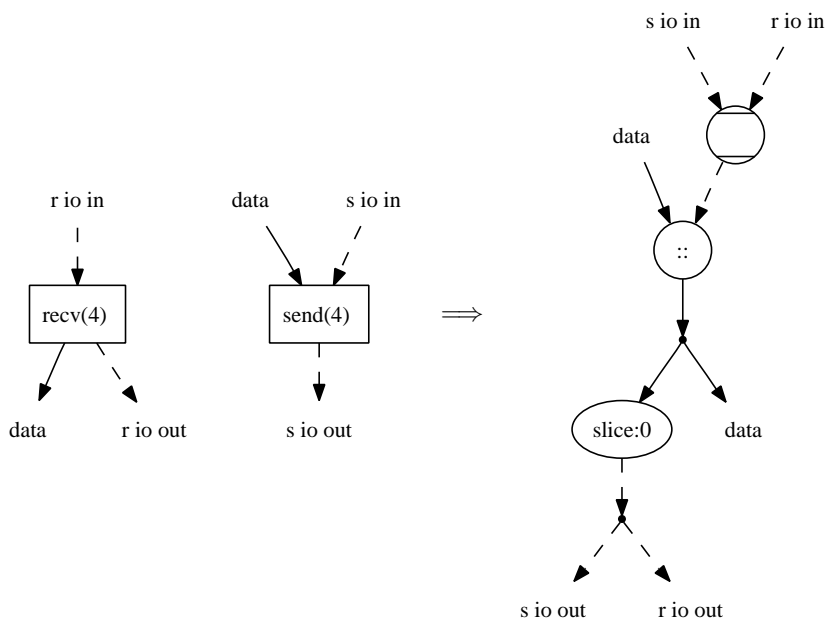 r io in
recv(4)
data
r io out
data
s io in
send(4)
s io out
⟹
s io in
r io in
data
::
slice:0
data
s io out
r io out